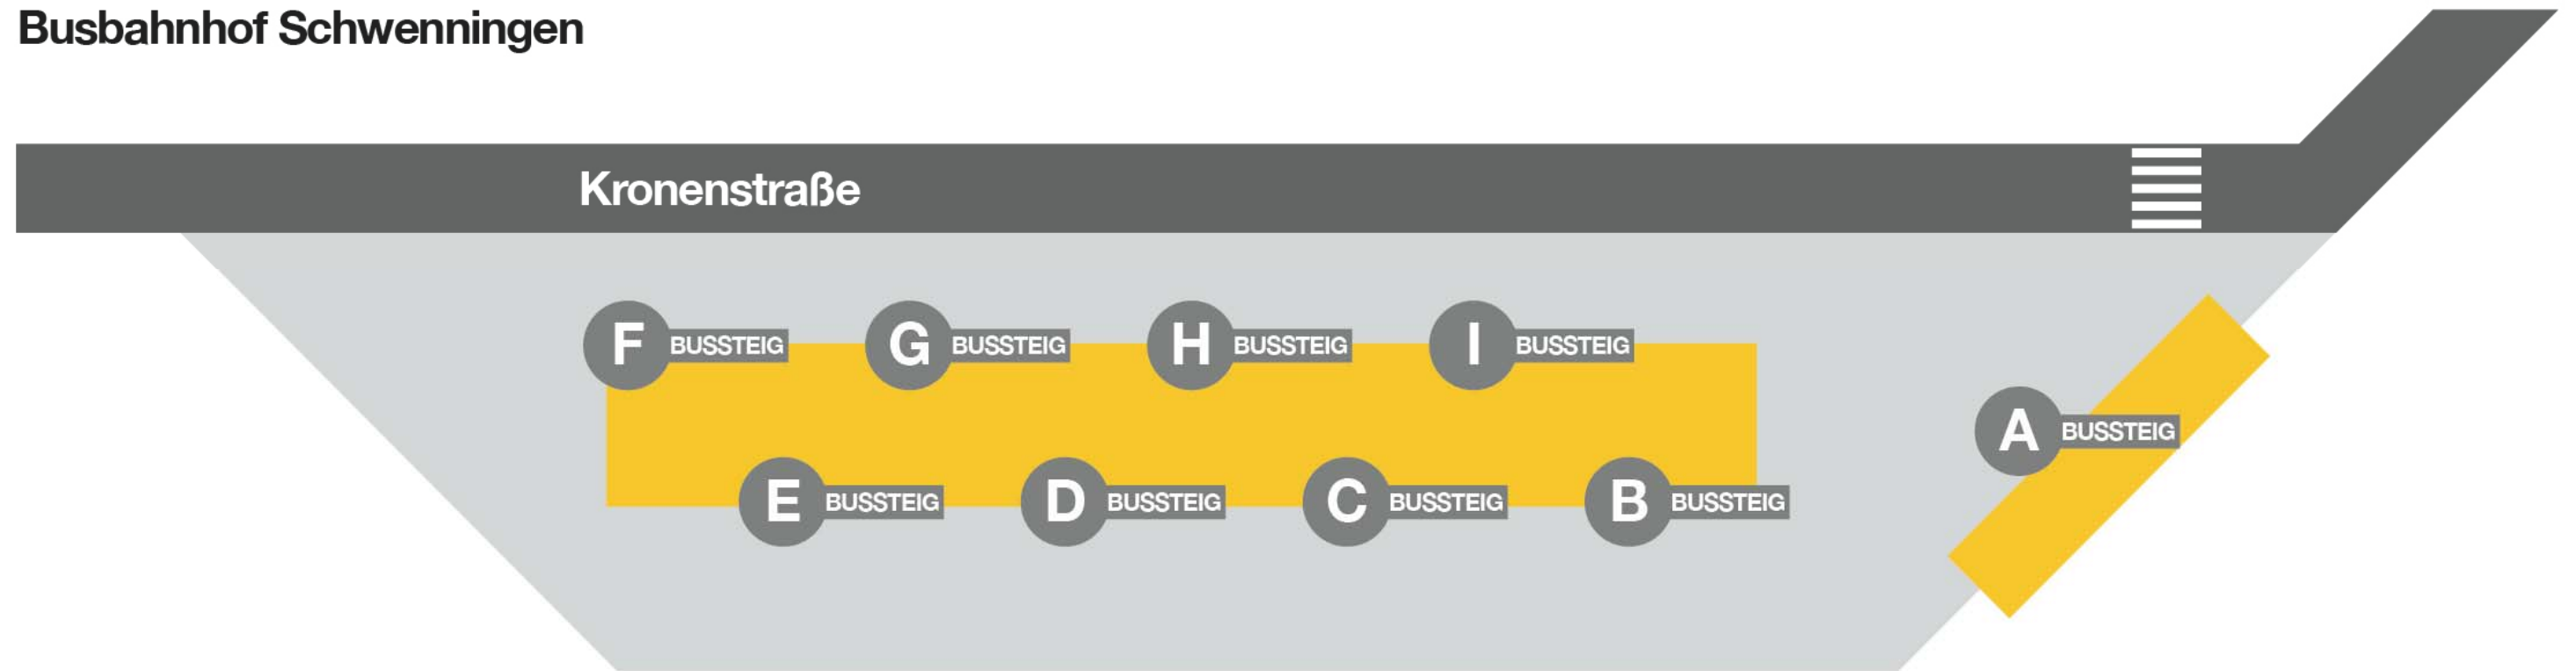 Busbahnhof Schwenningen
Kronenstraße
F BUSSTEIG
G BUSSTEIG
H BUSSTEIG
I BUSSTEIG
A BUSSTEIG
E BUSSTEIG
D BUSSTEIG
C BUSSTEIG
B BUSSTEIG